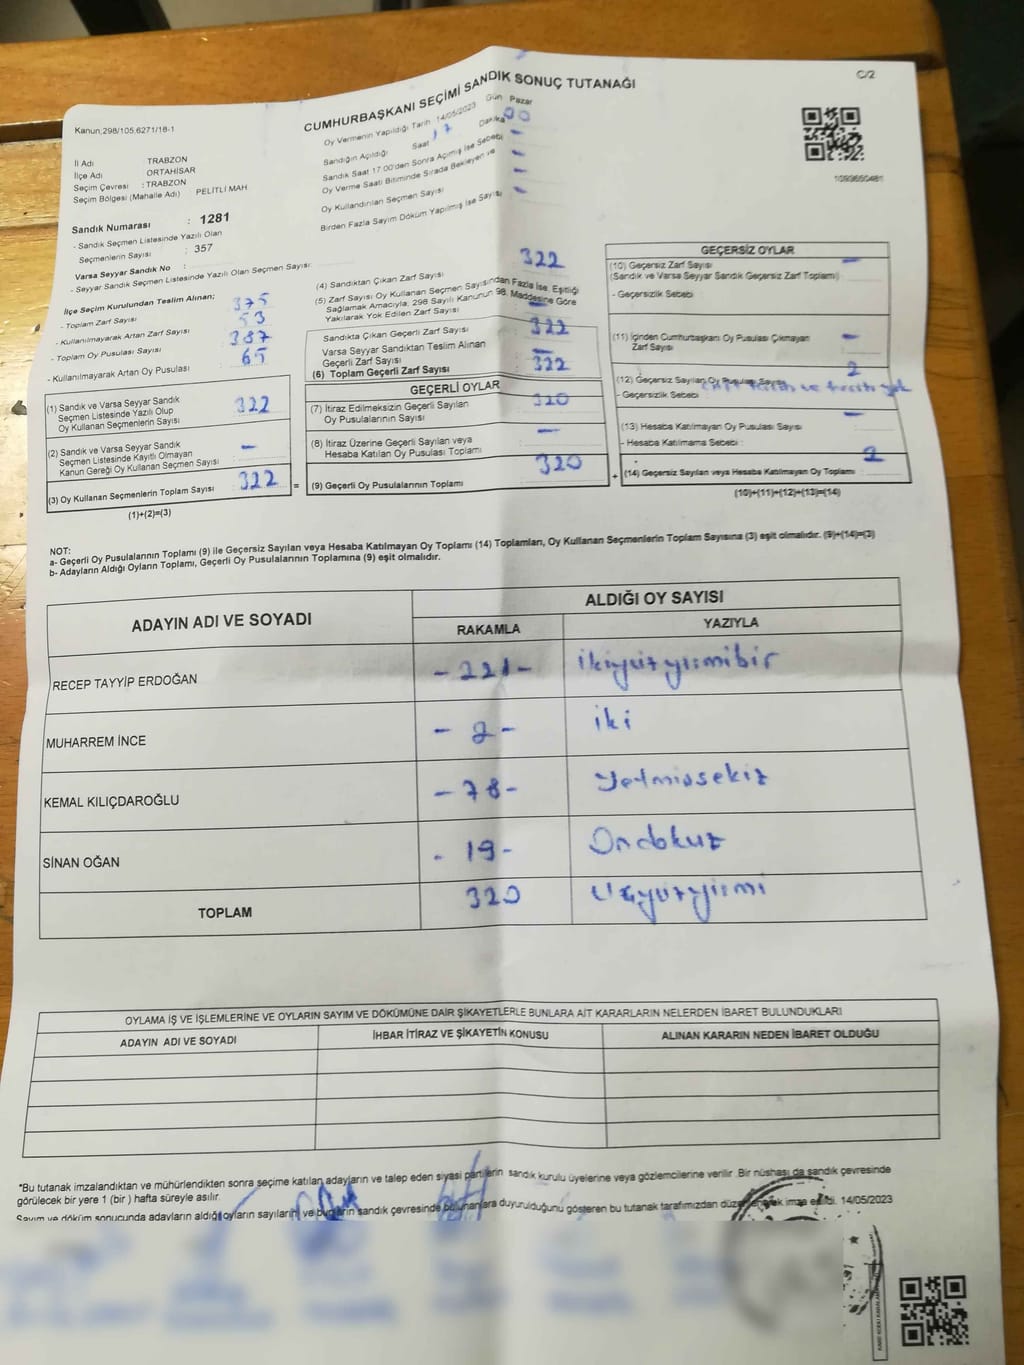 C/2
CUMHURBAŞKANI SEÇİMİ SANDIK SONUÇ TUTANAĞI
Kanun,298/105.6271/18-1
Oy Vermenin Yapıldığı Tarih :14/05/2023 Gün Pazar
Sandığın Açıldığı Saat 17 Dakika 00
Sandık Saat 17:00'den Sonra Açılmış İse Sebebi -
Oy Verme Saati Bitiminde Sırada Bekleyen ve -
Oy Kullandırılan Seçmen Sayısı -
Birden Fazla Sayım Döküm Yapılmış İse Sayısı -
1093660481
İl Adı TRABZON
İlçe Adı ORTAHİSAR
Seçim Çevresi : TRABZON
Seçim Bölgesi (Mahalle Adı) PELİTLİ MAH
Sandık Numarası : 1281
- Sandık Seçmen Listesinde Yazılı Olan
Seçmenlerin Sayısı : 357
Varsa Seyyar Sandık No :
- Seyyar Sandık Seçmen Listesinde Yazılı Olan Seçmen Sayısı:
İlçe Seçim Kurulundan Teslim Alınan;
- Toplam Zarf Sayısı 375
- Kullanılmayarak Artan Zarf Sayısı 53
- Toplam Oy Pusulası Sayısı 387
- Kullanılmayarak Artan Oy Pusulası 65
(1) Sandık ve Varsa Seyyar Sandık
Seçmen Listesinde Yazılı Olup
Oy Kullanan Seçmenlerin Sayısı 322
(2) Sandık ve Varsa Seyyar Sandık
Seçmen Listesinde Kayıtlı Olmayan
Kanun Gereği Oy Kullanan Seçmen Sayısı -
(3) Oy Kullanan Seçmenlerin Toplam Sayısı 322 =
(1)+(2)=(3)
(4) Sandıktan Çıkan Zarf Sayısı 322
(5) Zarf Sayısı Oy Kullanan Seçmen Sayısından Fazla İse, Eşitliği
Sağlamak Amacıyla; 298 Sayılı Kanunun 98. Maddesine Göre
Yakılarak Yok Edilen Zarf Sayısı -
Sandıkta Çıkan Geçerli Zarf Sayısı 322
Varsa Seyyar Sandıktan Teslim Alınan
Geçerli Zarf Sayısı -
(6) Toplam Geçerli Zarf Sayısı 322
GEÇERLİ OYLAR
(7) İtiraz Edilmeksizin Geçerli Sayılan
Oy Pusulalarının Sayısı 320
(8) İtiraz Üzerine Geçerli Sayılan veya
Hesaba Katılan Oy Pusulası Toplamı -
(9) Geçerli Oy Pusulalarının Toplamı 320 +
GEÇERSİZ OYLAR
(10) Geçersiz Zarf Sayısı -
(Sandık ve Varsa Seyyar Sandık Geçersiz Zarf Toplamı)
- Geçersizlik Sebebi
(11) İçinden Cumhurbaşkanı Oy Pusulası Çıkmayan
Zarf Sayısı -
(12) Geçersiz Sayılan Oy Pusulası Sayısı 2
- Geçersizlik Sebebi
(13) Hesaba Katılmayan Oy Pusulası Sayısı -
- Hesaba Katılmama Sebebi :
(14) Geçersiz Sayılan veya Hesaba Katılmayan Oy Toplamı 2
(10)+(11)+(12)+(13)=(14)
NOT:
a- Geçerli Oy Pusulalarının Toplamı (9) ile Geçersiz Sayılan veya Hesaba Katılmayan Oy Toplamı (14) Toplamları, Oy Kullanan Seçmenlerin Toplam Sayısına (3) eşit olmalıdır. (9)+(14)=(3)
b- Adayların Aldığı Oyların Toplamı, Geçerli Oy Pusulalarının Toplamına (9) eşit olmalıdır.
ADAYIN ADI VE SOYADI ALDIĞI OY SAYISI
RAKAMLA YAZIYLA
RECEP TAYYİP ERDOĞAN - 221 - ikiyüzyirmibir
MUHARREM İNCE - 2 - iki
KEMAL KILIÇDAROĞLU - 78 - Yetmişsekiz
SİNAN OĞAN - 19 - Ondokuz
TOPLAM 320 Üçyüzyirmi
OYLAMA İŞ VE İŞLEMLERİNE VE OYLARIN SAYIM VE DÖKÜMÜNE DAİR ŞİKAYETLERLE BUNLARA AİT KARARLARIN NELERDEN İBARET BULUNDUKLARI
ADAYIN ADI VE SOYADI İHBAR İTİRAZ VE ŞİKAYETİN KONUSU ALINAN KARARIN NEDEN İBARET OLDUĞU
*Bu tutanak imzalandıktan ve mühürlendikten sonra seçime katılan adayların ve talep eden siyasi partilerin sandık kurulu üyelerine veya gözlemcilerine verilir. Bir nüshası da sandık çevresinde
görülecek bir yere 1 (bir ) hafta süreyle asılır.
Sayım ve döküm sonucunda adayların aldığı oyların sayıların ve bunların sandık çevresinde bulunanlara duyurulduğunu gösteren bu tutanak tarafımızdan düzenlenerek imza edildi. 14/05/2023